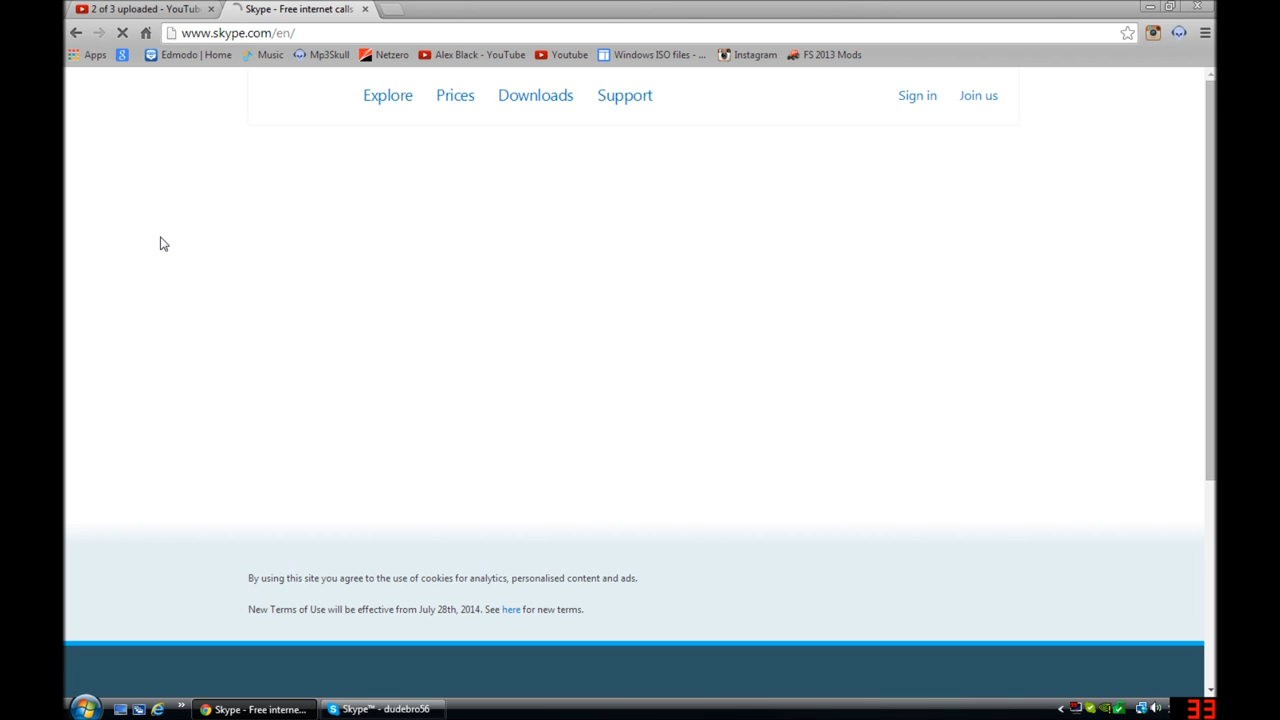 2 of 3 uploaded - YouTub
Skype - Free internet calls
www.skype.com/en/
Apps
Edmodo | Home
Music
Mp3Skull
Netzero
Alex Black - YouTube
Youtube
Windows ISO files - ...
Instagram
FS 2013 Mods
Explore
Prices
Downloads
Support
Sign in
Join us
By using this site you agree to the use of cookies for analytics, personalised content and ads.
New Terms of Use will be effective from July 28th, 2014. See here for new terms.
Skype - Free interne...
Skype™ - dudebro56
33